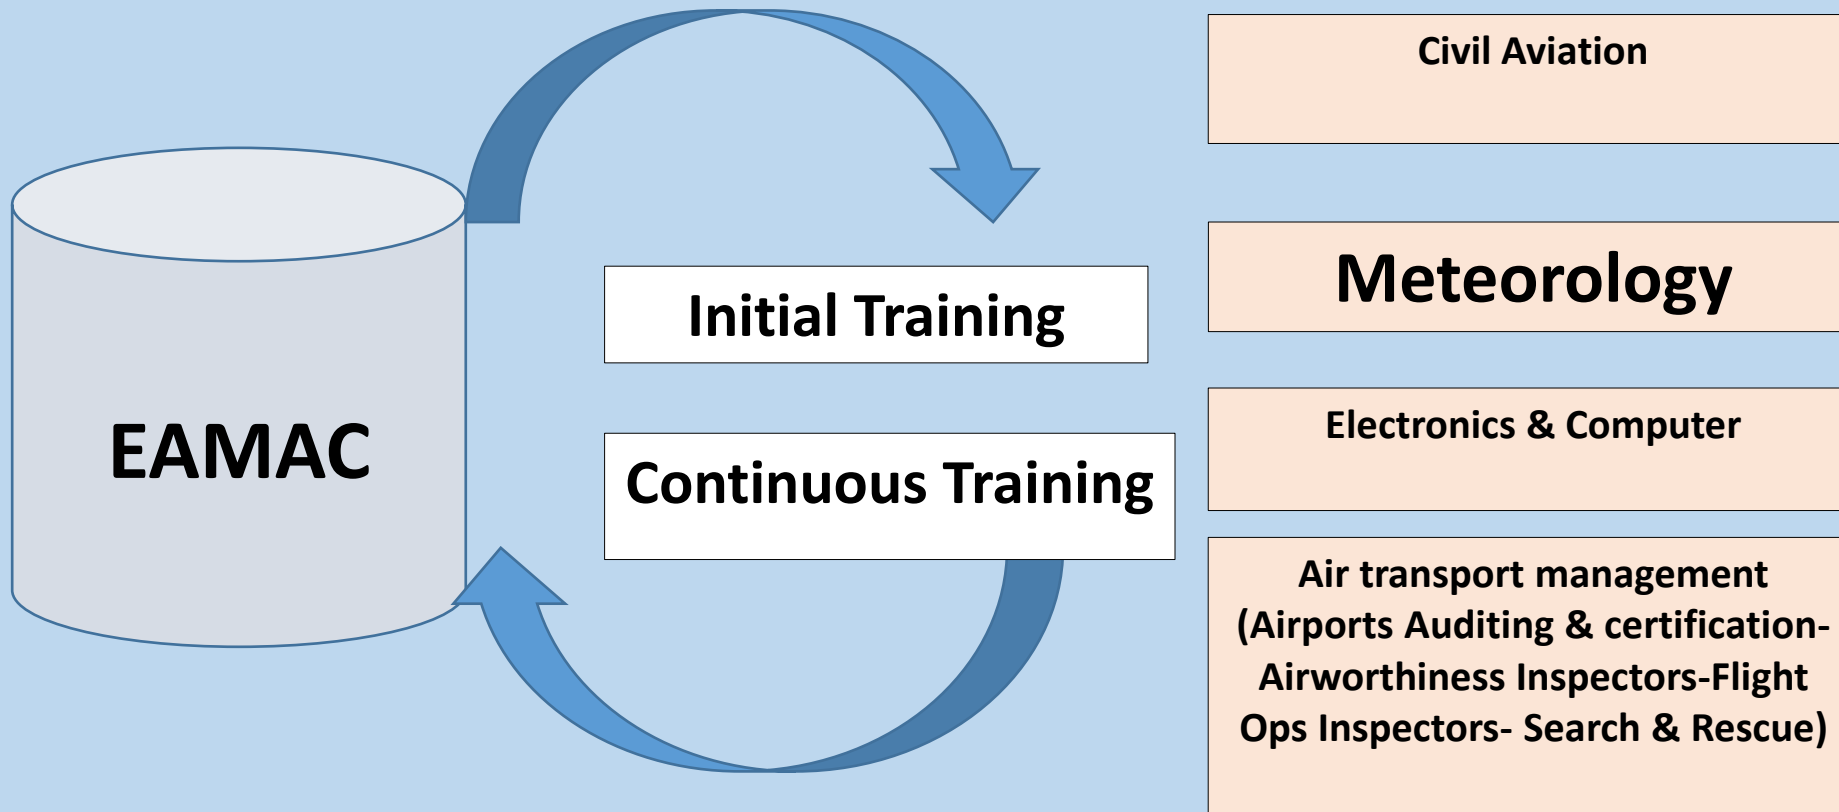 EAMAC
Initial Training
Continuous Training
Civil Aviation
Meteorology
Electronics & Computer
Air transport management
(Airports Auditing & certification-
Airworthiness Inspectors-Flight
Ops Inspectors- Search & Rescue)